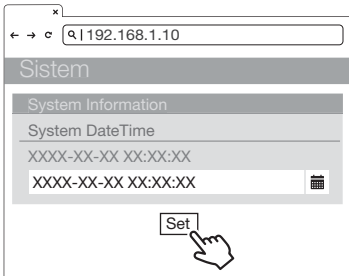 192.168.1.10
Sistem
System Information
System DateTime
XXXX-XX-XX XX:XX:XX
XXXX-XX-XX XX:XX:XX
Set